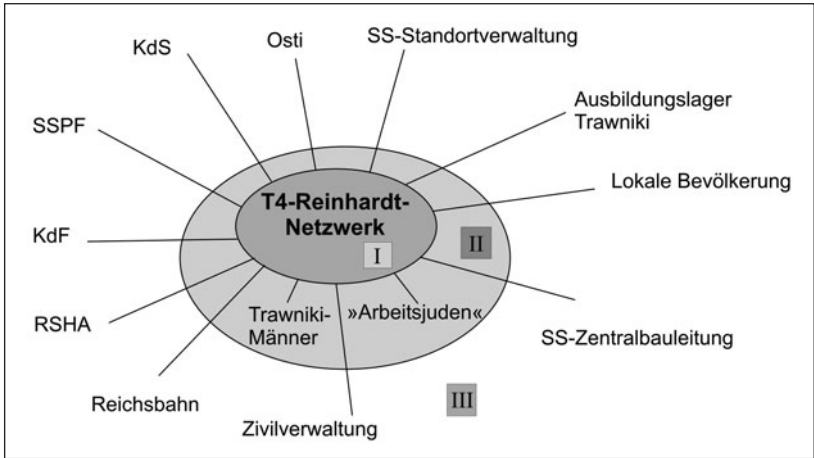 KdS
Osti
SS-Standortverwaltung
Ausbildungslager
Trawniki
SSPF
Lokale Bevölkerung
T4-Reinhardt-
Netzwerk
KdF
I
II
RSHA
Trawniki-
Männer
»Arbeitsjuden«
SS-Zentralbauleitung
Reichsbahn
III
Zivilverwaltung